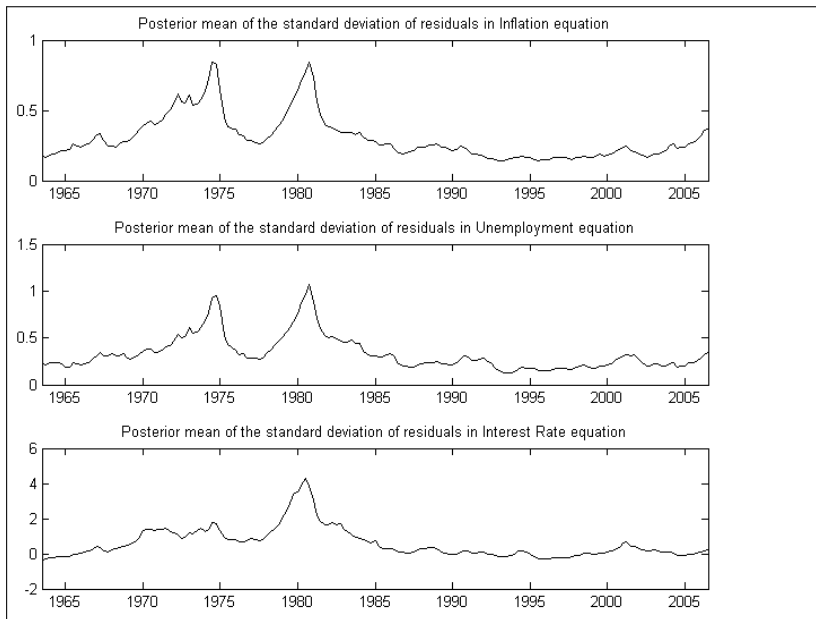 Posterior mean of the standard deviation of residuals in Inflation equation
1
0.5
0
1965 1970 1975 1980 1985 1990 1995 2000 2005
Posterior mean of the standard deviation of residuals in Unemployment equation
1.5
1
0.5
0
1965 1970 1975 1980 1985 1990 1995 2000 2005
Posterior mean of the standard deviation of residuals in Interest Rate equation
6
4
2
0
-2
1965 1970 1975 1980 1985 1990 1995 2000 2005